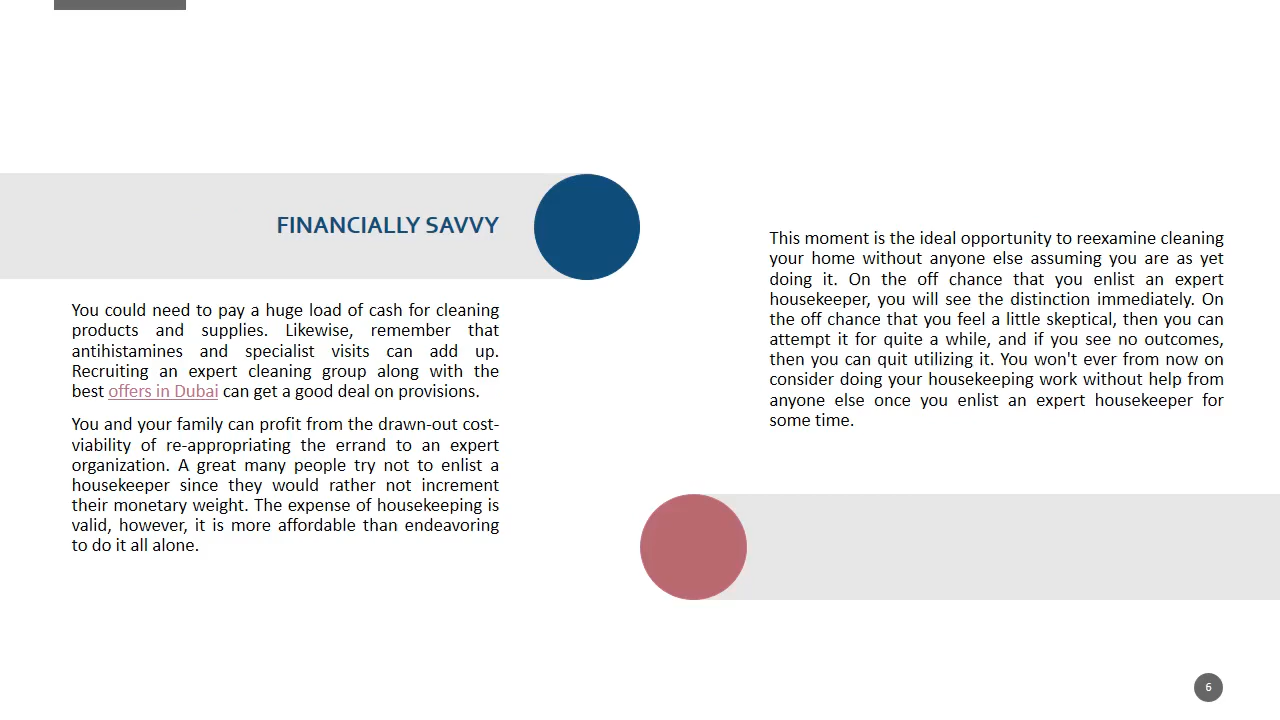 FINANCIALLY SAVVY
You could need to pay a huge load of cash for cleaning
products and supplies. Likewise, remember that
antihistamines and specialist visits can add up.
Recruiting an expert cleaning group along with the
best offers in Dubai can get a good deal on provisions.
You and your family can profit from the drawn-out cost-
viability of re-appropriating the errand to an expert
organization. A great many people try not to enlist a
housekeeper since they would rather not increment
their monetary weight. The expense of housekeeping is
valid, however, it is more affordable than endeavoring
to do it all alone.
This moment is the ideal opportunity to reexamine cleaning
your home without anyone else assuming you are as yet
doing it. On the off chance that you enlist an expert
housekeeper, you will see the distinction immediately. On
the off chance that you feel a little skeptical, then you can
attempt it for quite a while, and if you see no outcomes,
then you can quit utilizing it. You won't ever from now on
consider doing your housekeeping work without help from
anyone else once you enlist an expert housekeeper for
some time.
6